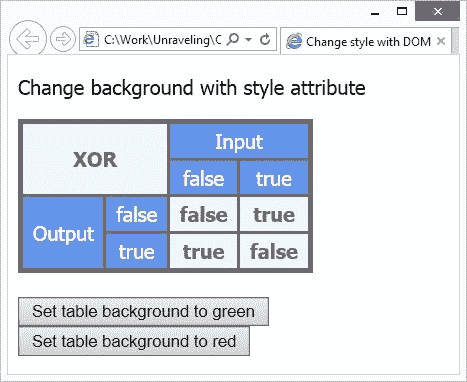 C:\Work\Unraveling\C
Change style with DOM
Change background with style attribute
XOR
Input
false true
Output
false false true
true true false
Set table background to green
Set table background to red